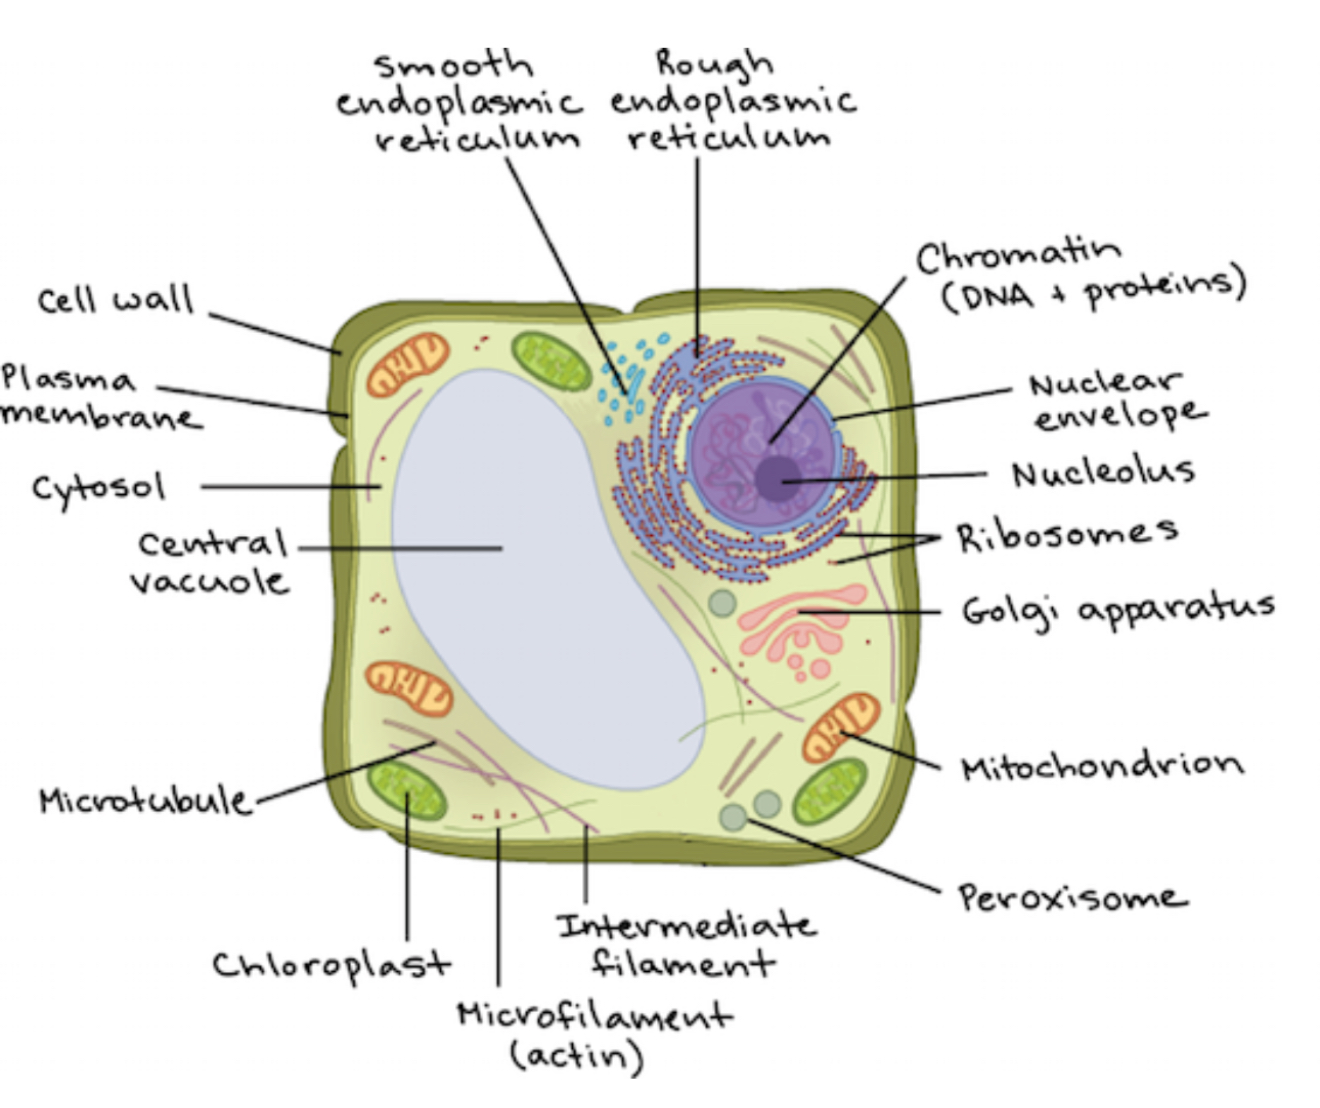 Smooth
endoplasmic
reticulum
Rough
endoplasmic
reticulum
Chromatin
(DNA + proteins)
Cell wall
Plasma
membrane
Nuclear
envelope
Nucleolus
Cytosol
Central
vacuole
Ribosomes
Golgi apparatus
Mitochondrion
Microtubule
Peroxisome
Chloroplast
Intermediate
filament
Microfilament
(actin)